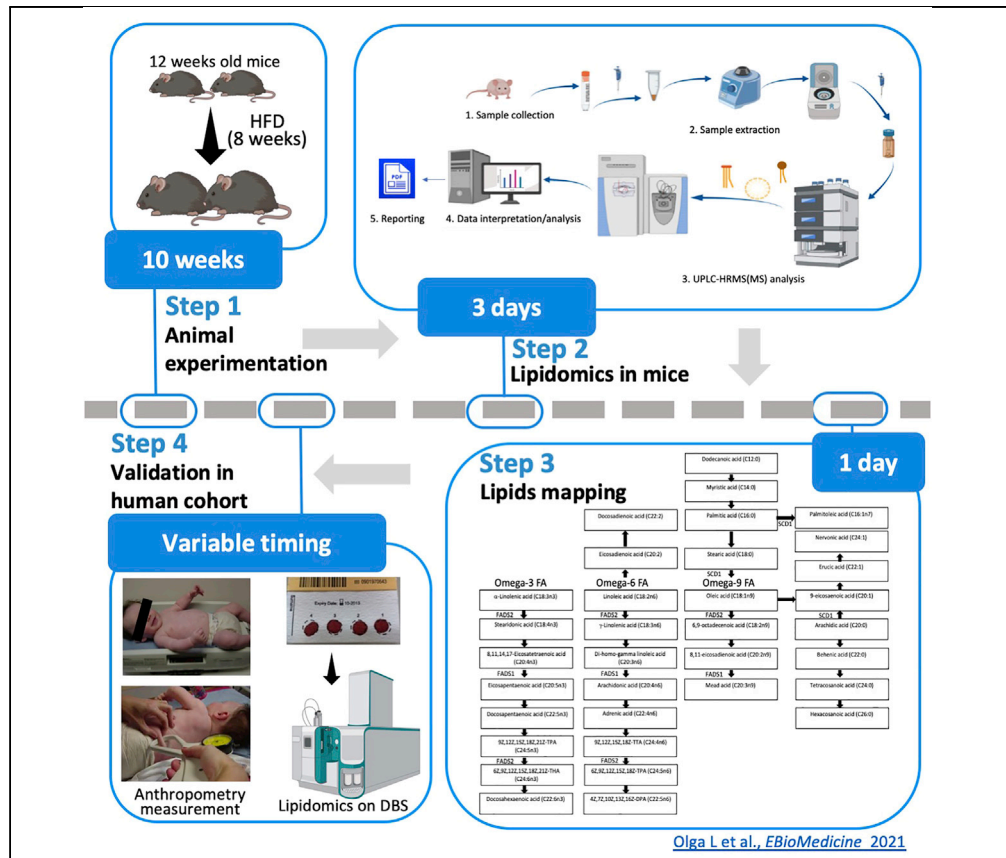 12 weeks old mice
HFD
(8 weeks)
10 weeks
Step 1
Animal
experimentation
1. Sample collection
2. Sample extraction
3. UPLC-HRMS(MS) analysis
4. Data interpretation/analysis
5. Reporting
PDF
3 days
Step 2
Lipidomics in mice
Step 3
Lipids mapping
1 day
Dodecanoic acid (C12:0)
Myristic acid (C14:0)
Palmitic acid (C16:0)
SCD1
Palmitoleic acid (C16:1n7)
Stearic acid (C18:0)
SCD1
Omega-9 FA
Oleic acid (C18:1n9)
FADS2
6,9-octadecenoic acid (C18:2n9)
8,11-eicosadienoic acid (C20:2n9)
FADS1
Mead acid (C20:3n9)
Nervonic acid (C24:1)
Erucic acid (C22:1)
9-eicosaenoic acid (C20:1)
SCD1
Arachidic acid (C20:0)
Behenic acid (C22:0)
Tetracosanoic acid (C24:0)
Hexacosanoic acid (C26:0)
Docosadienoic acid (C22:2)
Eicosadienoic acid (C20:2)
Omega-6 FA
Linoleic acid (C18:2n6)
FADS2
γ-Linolenic acid (C18:3n6)
Di-homo-gamma linoleic acid
(C20:3n6)
FADS1
Arachidonic acid (C20:4n6)
Adrenic acid (C22:4n6)
9Z,12Z,15Z,18Z-TTA
(C24:4n6)
FADS2
6Z,9Z,12Z,15Z,18Z-TPA
(C24:5n6)
4Z,7Z,10Z,13Z,16Z-DPA
(C22:5n6)
Omega-3 FA
α-Linolenic acid (C18:3n3)
FADS2
Stearidonic acid (C18:4n3)
8,11,14,17-Eicosatetraenoic acid
(C20:4n3)
FADS1
Eicosapentaenoic acid (C20:5n3)
Docosapentaenoic acid
(C22:5n3)
9Z,12Z,15Z,18Z,21Z-TPA
(C24:5n3)
FADS2
6Z,9Z,12Z,15Z,18Z,21Z-THA
(C24:6n3)
Docosahexaenoic acid (C22:6n3)
Step 4
Validation in
human cohort
Variable timing
Expiry Date:
4 3 2 1
Anthropometry
measurement
Lipidomics on DBS
Olga L et al., EBioMedicine 2021